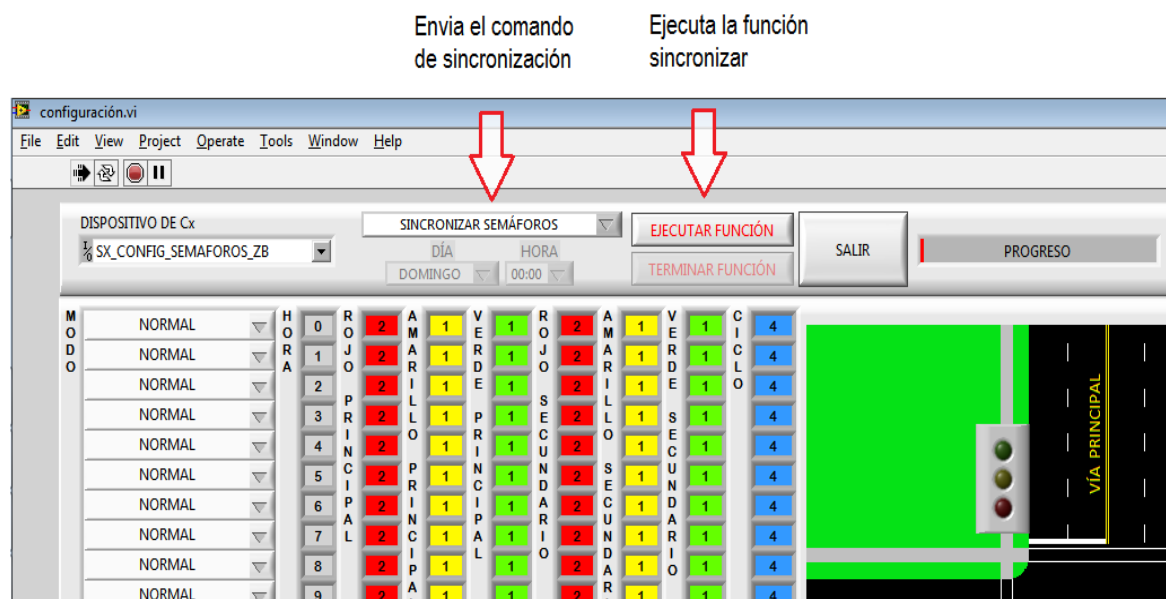 Envia el comando
de sincronización
Ejecuta la función
sincronizar
configuración.vi
File Edit View Project Operate Tools Window Help
DISPOSITIVO DE Cx
SX_CONFIG_SEMAFOROS_ZB
SINCRONIZAR SEMÁFOROS
DÍA HORA
DOMINGO 00:00
EJECUTAR FUNCIÓN
TERMINAR FUNCIÓN
SALIR
PROGRESO
MODO HORA ROJO PRINCIPAL AMARILLO PRINCIPA VERDE PRINCIPAL ROJO SECUNDARIO AMARILLO SECUNDAR VERDE SECUNDARIO CICLO
NORMAL 0 2 1 1 2 1 1 4
NORMAL 1 2 1 1 2 1 1 4
NORMAL 2 2 1 1 2 1 1 4
NORMAL 3 2 1 1 2 1 1 4
NORMAL 4 2 1 1 2 1 1 4
NORMAL 5 2 1 1 2 1 1 4
NORMAL 6 2 1 1 2 1 1 4
NORMAL 7 2 1 1 2 1 1 4
NORMAL 8 2 1 1 2 1 1 4
NORMAL 9 2 1 1 2 1 1 4
VÍA PRINCIPAL